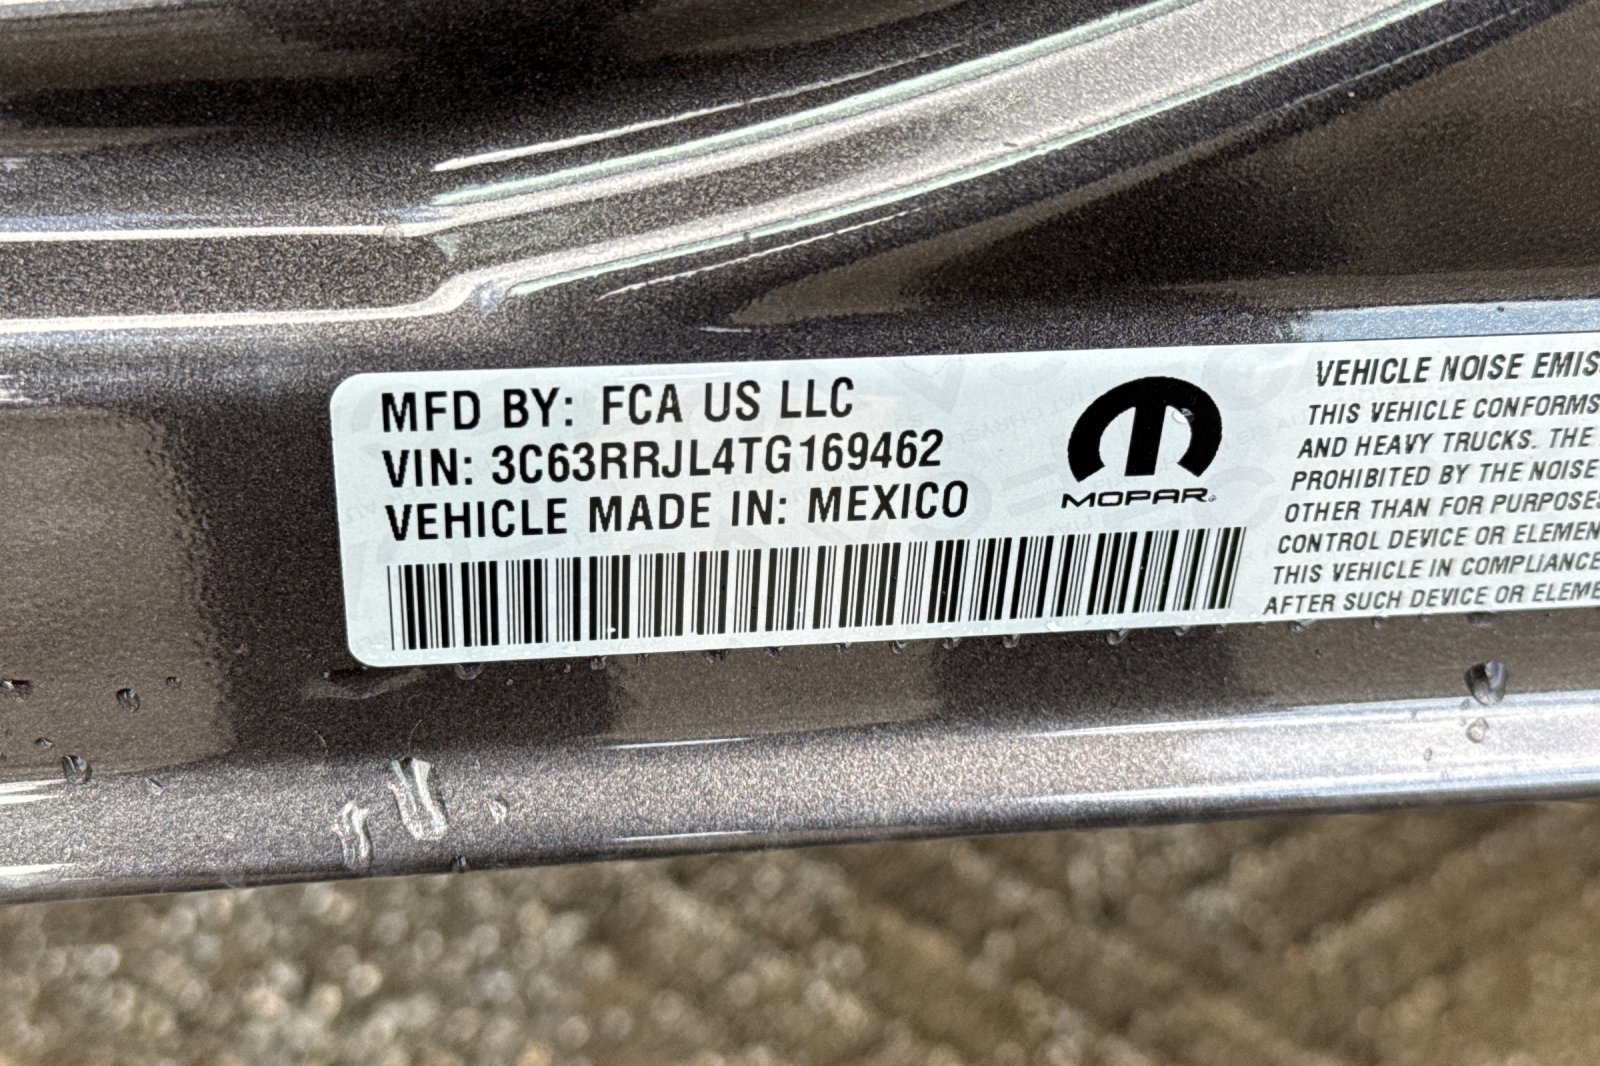 MFD BY: FCA US LLC
VIN: 3C63RRJL4TG169462
VEHICLE MADE IN: MEXICO
MOPAR®
VEHICLE NOISE EMIS
THIS VEHICLE CONFORMS
AND HEAVY TRUCKS. THE
PROHIBITED BY THE NOISE
OTHER THAN FOR PURPOSES
CONTROL DEVICE OR ELEMEN
THIS VEHICLE IN COMPLIANCE
AFTER SUCH DEVICE OR ELEME